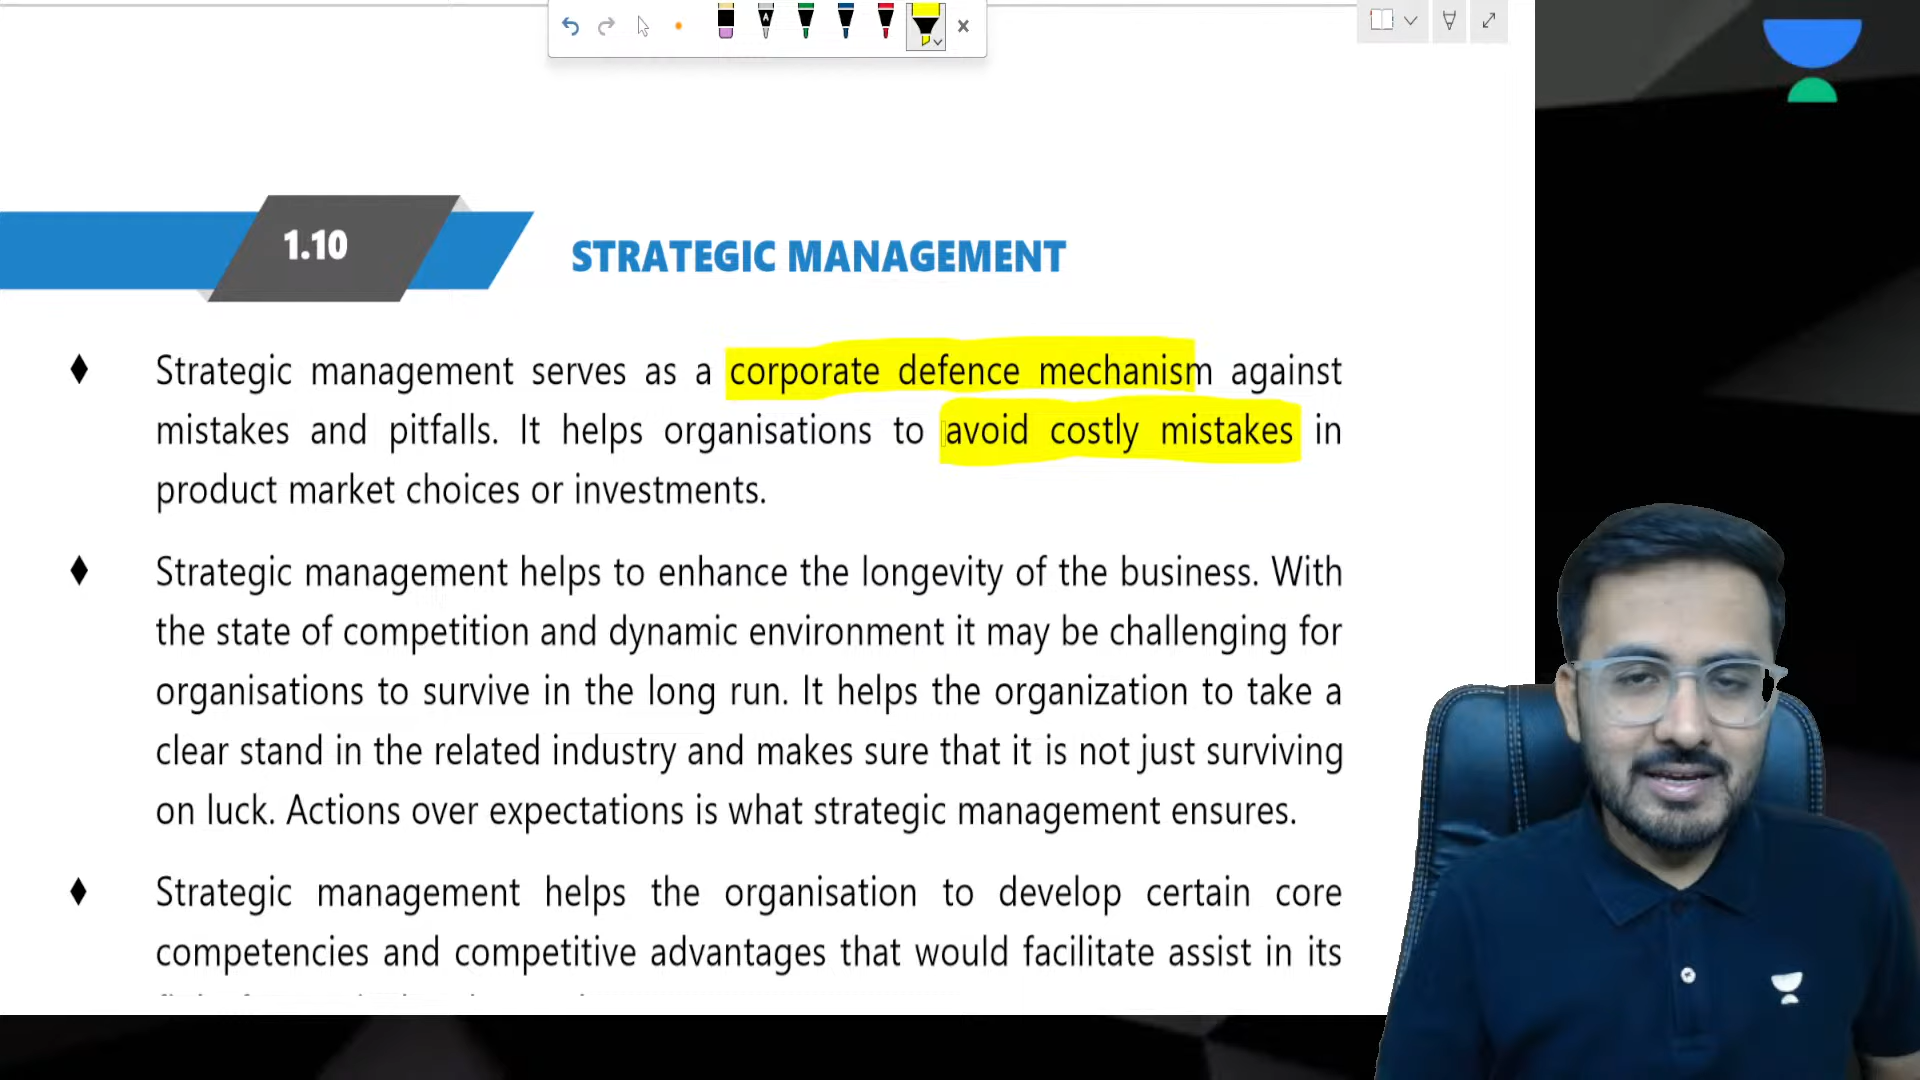 1.10
STRATEGIC MANAGEMENT
Strategic management serves as a corporate defence mechanism against
mistakes and pitfalls. It helps organisations to avoid costly mistakes in
product market choices or investments.
Strategic management helps to enhance the longevity of the business. With
the state of competition and dynamic environment it may be challenging for
organisations to survive in the long run. It helps the organization to take a
clear stand in the related industry and makes sure that it is not just surviving
on luck. Actions over expectations is what strategic management ensures.
Strategic management helps the organisation to develop certain core
competencies and competitive advantages that would facilitate assist in its